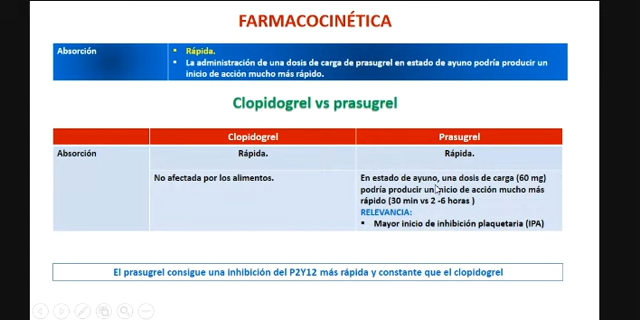 FARMACOCINÉTICA
Absorción
▪ Rápida.
▪ La administración de una dosis de carga de prasugrel en estado de ayuno podría producir un
inicio de acción mucho más rápido.
Clopidogrel vs prasugrel
Clopidogrel
Prasugrel
Absorción
Rápida.
Rápida.
No afectada por los alimentos.
En estado de ayuno, una dosis de carga (60 mg)
podría producir un inicio de acción mucho más
rápido (30 min vs 2 -6 horas )
RELEVANCIA:
▪ Mayor inicio de inhibición plaquetaria (IPA)
El prasugrel consigue una inhibición del P2Y12 más rápida y constante que el clopidogrel